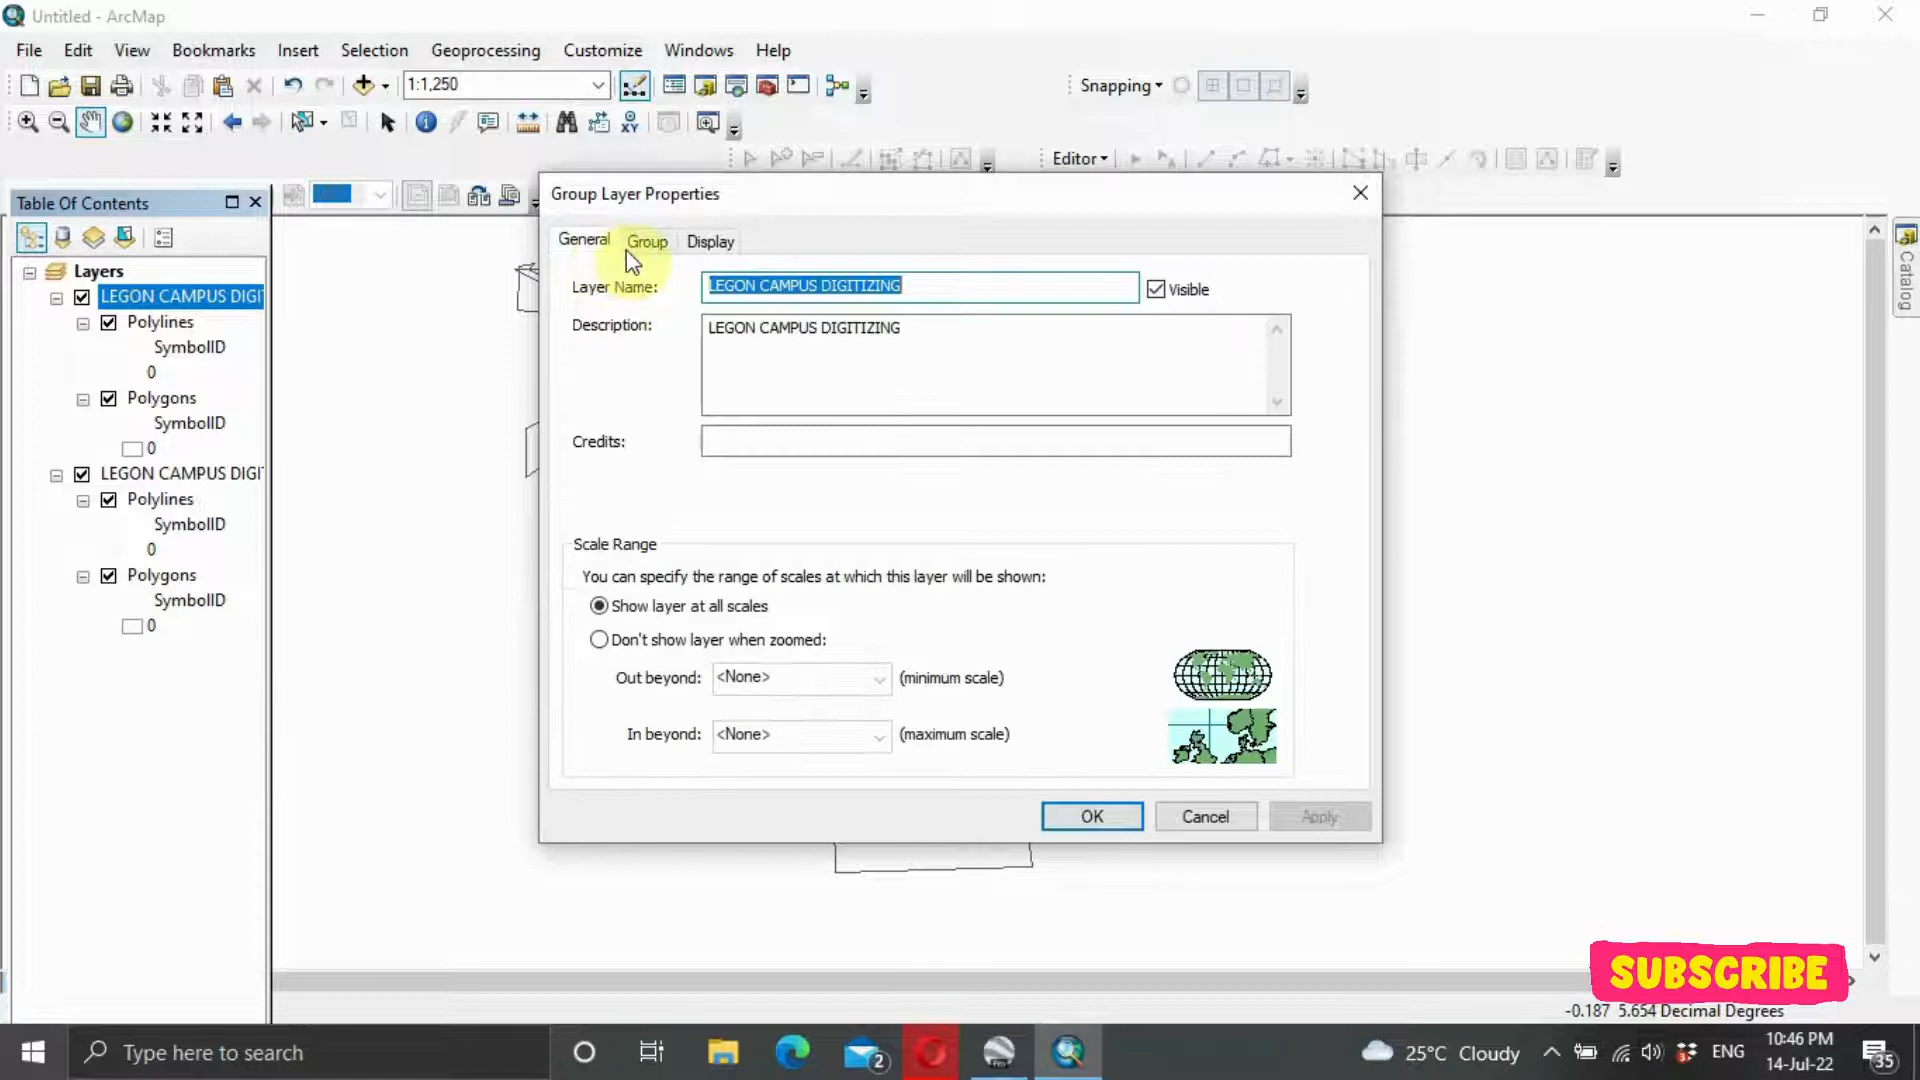 Untitled - ArcMap
File Edit View Bookmarks Insert Selection Geoprocessing Customize Windows Help
1:1,250
Snapping
XY
Editor
Table Of Contents
Layers
LEGON CAMPUS DIGI
Polylines
SymbolID
0
Polygons
SymbolID
0
LEGON CAMPUS DIGI
Polylines
SymbolID
0
Polygons
SymbolID
0
Group Layer Properties
General Group Display
Layer Name: LEGON CAMPUS DIGITIZING Visible
Description: LEGON CAMPUS DIGITIZING
Credits:
Scale Range
You can specify the range of scales at which this layer will be shown:
Show layer at all scales
Don't show layer when zoomed:
Out beyond: <None> (minimum scale)
In beyond: <None> (maximum scale)
OK Cancel Apply
Catalog
SUBSCRIBE
-0.187 5.654 Decimal Degrees
Type here to search
2
25°C Cloudy
ENG
10:46 PM
14-Jul-22
35